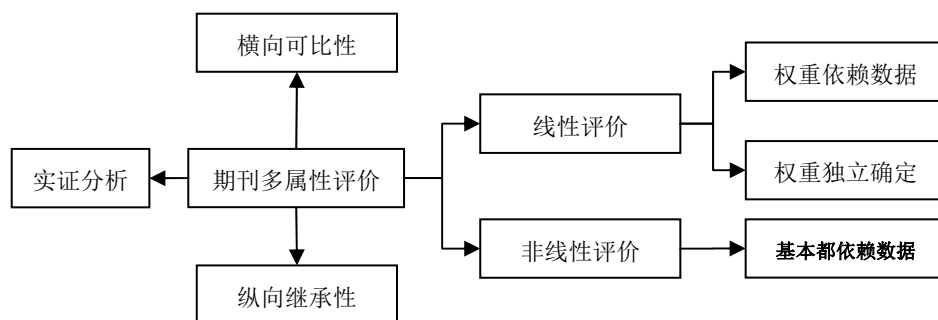 横向可比性
权重依赖数据
线性评价
实证分析
期刊多属性评价
权重独立确定
非线性评价
基本都依赖数据
纵向继承性